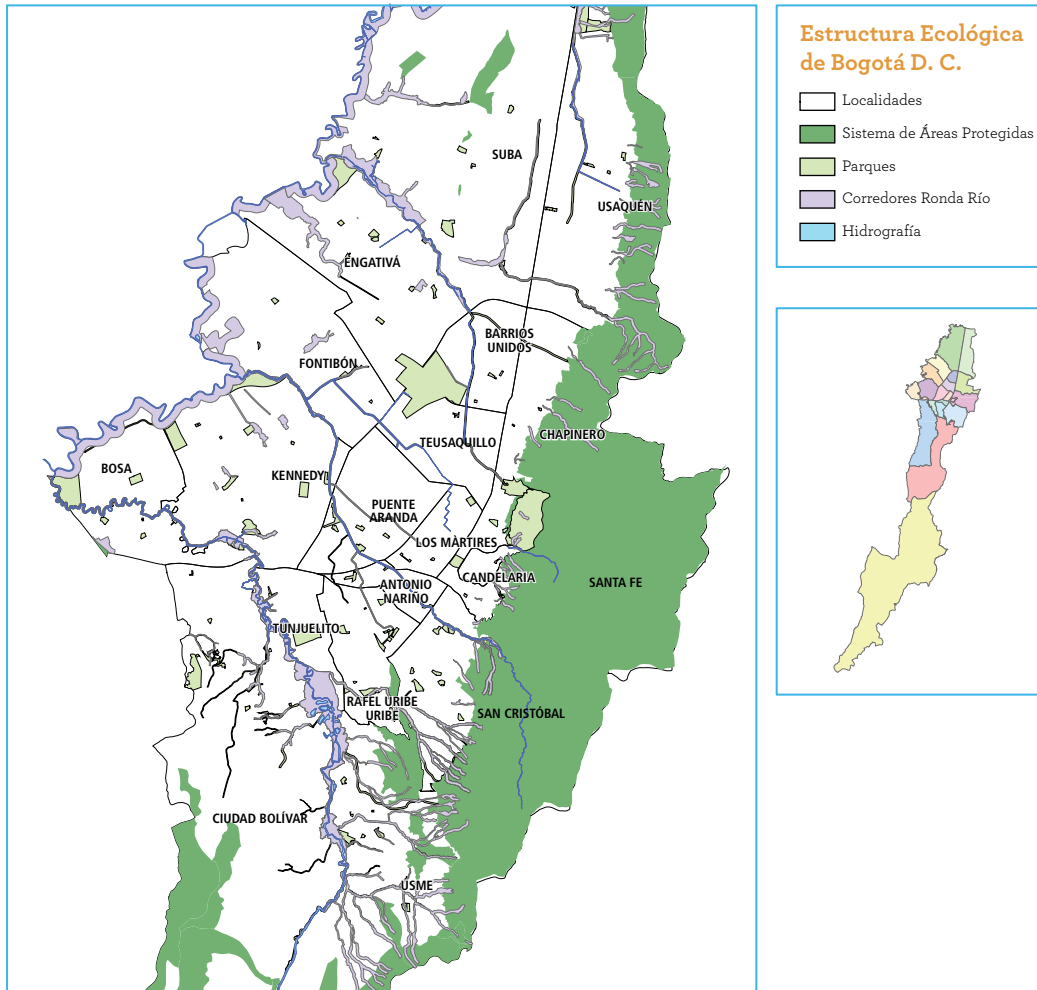 Estructura Ecológica
de Bogotá D. C.
Localidades
Sistema de Áreas Protegidas
Parques
Corredores Ronda Río
Hidrografía
SUBA
USAQUÉN
ENGATIVÁ
BARRIOS
UNIDOS
FONTIBÓN
CHAPINERO
TEUSAQUILLO
BOSA
KENNEDY
PUENTE
ARANDA
LOS MÁRTIRES
CANDELARIA
SANTA FE
ANTONIO
NARIÑO
TUNJUELITO
RAFEL URIBE
URIBE
SAN CRISTÓBAL
CIUDAD BOLÍVAR
USME